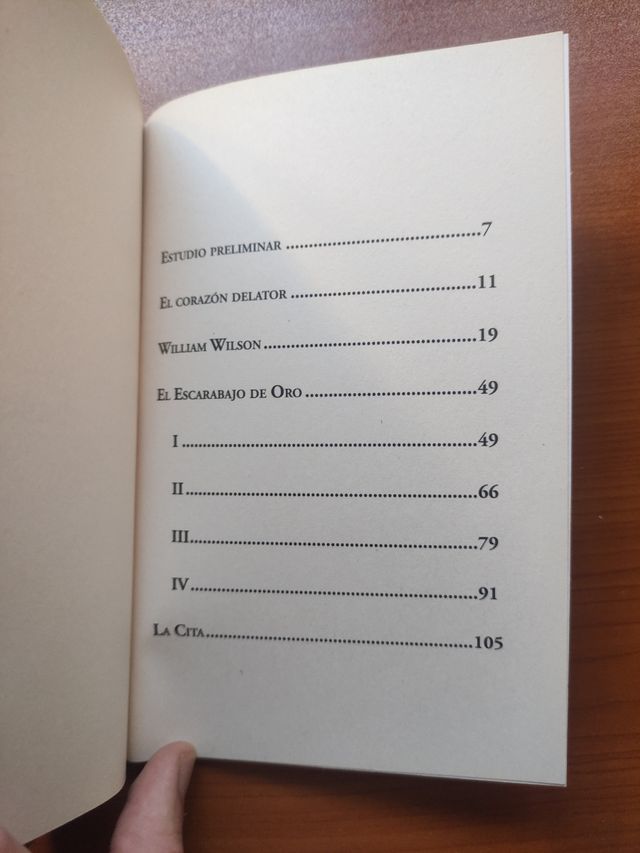 Estudio preliminar ..................................................7
El corazón delator ................................................11
William Wilson .......................................................19
El Escarabajo de Oro .............................................49
I ..............................................................................49
II .............................................................................66
III ............................................................................79
IV ............................................................................91
La Cita ....................................................................105